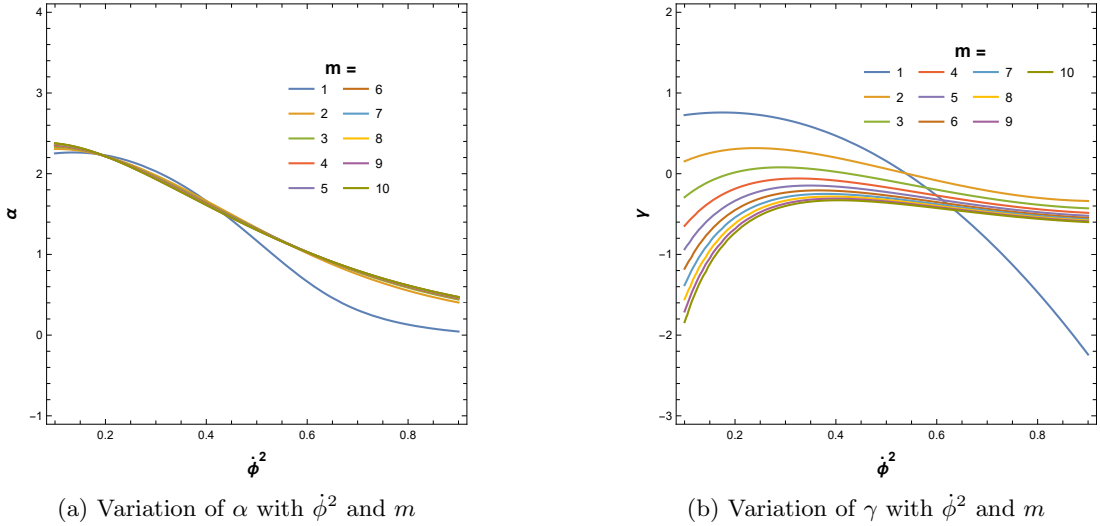 4
3
2
1
0
−1
α
m =
1 6
2 7
3 8
4 9
5 10
0.2 0.4 0.6 0.8
ϕ̇ ²
(a) Variation of α with ϕ̇² and m
2
1
0
−1
−2
−3
γ
m =
1 4 7 10
2 5 8
3 6 9
0.2 0.4 0.6 0.8
ϕ̇ ²
(b) Variation of γ with ϕ̇² and m